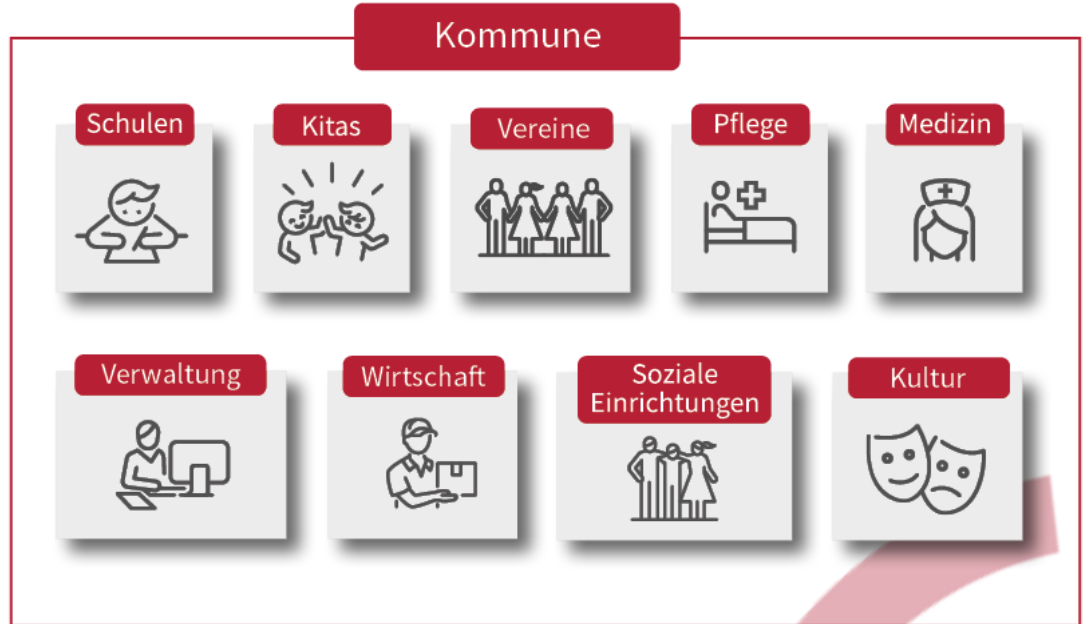 Kommune
Schulen
Kitas
Vereine
Pflege
Medizin
Verwaltung
Wirtschaft
Soziale
Einrichtungen
Kultur